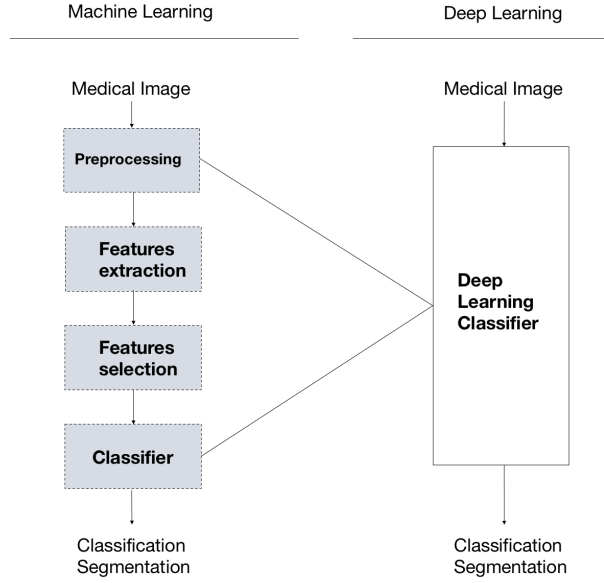 Machine Learning
Deep Learning
Medical Image
Preprocessing
Features
extraction
Features
selection
Classifier
Classification
Segmentation
Medical Image
Deep
Learning
Classifier
Classification
Segmentation